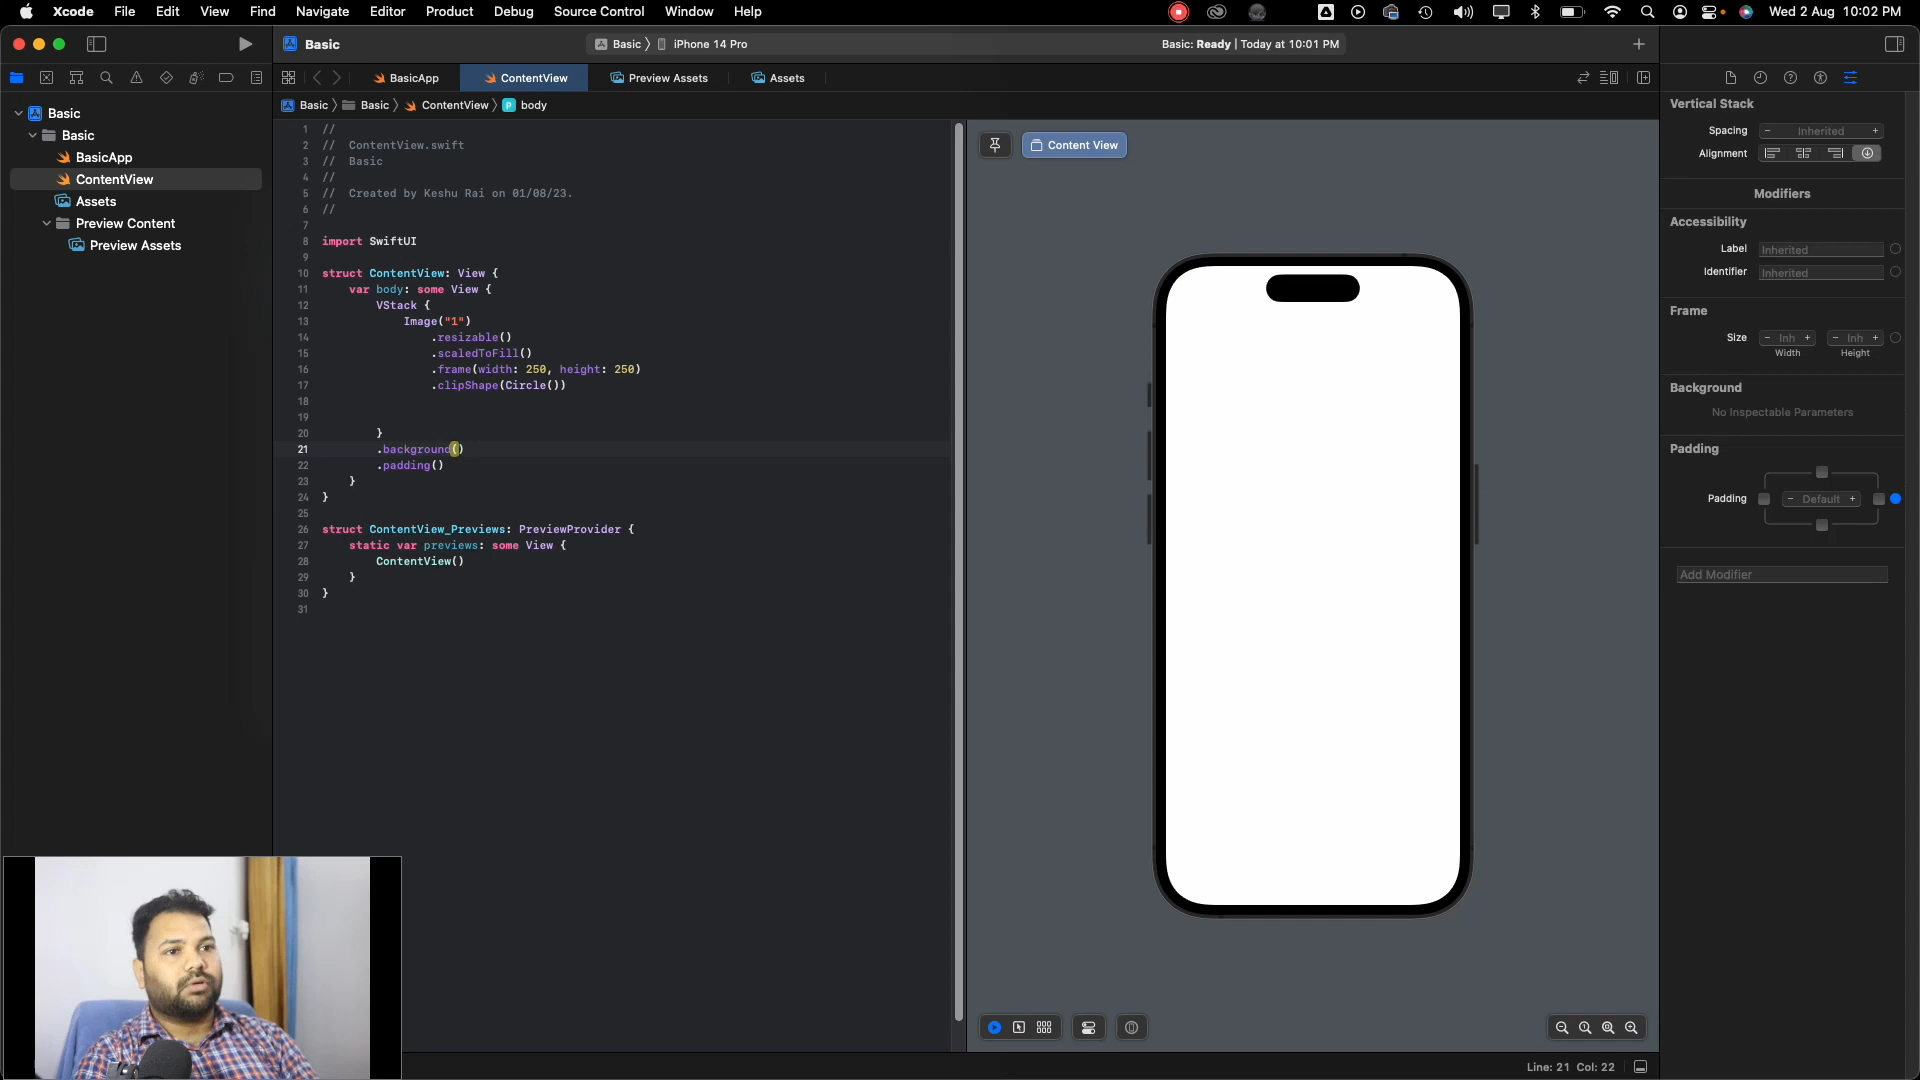 Xcode File Edit View Find Navigate Editor Product Debug Source Control Window Help Wed 2 Aug 10:02 PM
Basic Basic iPhone 14 Pro Basic: Ready | Today at 10:01 PM
BasicApp ContentView Preview Assets Assets
Basic Basic ContentView P body
Basic
Basic
BasicApp
ContentView
Assets
Preview Content
Preview Assets
1 //
2 // ContentView.swift
3 // Basic
4 //
5 // Created by Keshu Rai on 01/08/23.
6 //
7
8 import SwiftUI
9
10 struct ContentView: View {
11 var body: some View {
12 VStack {
13 Image("1")
14 .resizable()
15 .scaledToFill()
16 .frame(width: 250, height: 250)
17 .clipShape(Circle())
18
19
20 }
21 .background()
22 .padding()
23 }
24 }
25
26 struct ContentView_Previews: PreviewProvider {
27 static var previews: some View {
28 ContentView()
29 }
30 }
31
Content View
Vertical Stack
Spacing - Inherited +
Alignment
Modifiers
Accessibility
Label Inherited
Identifier Inherited
Frame
Size - Inh + - Inh +
Width Height
Background
No Inspectable Parameters
Padding
Padding - Default +
Add Modifier
Line: 21 Col: 22